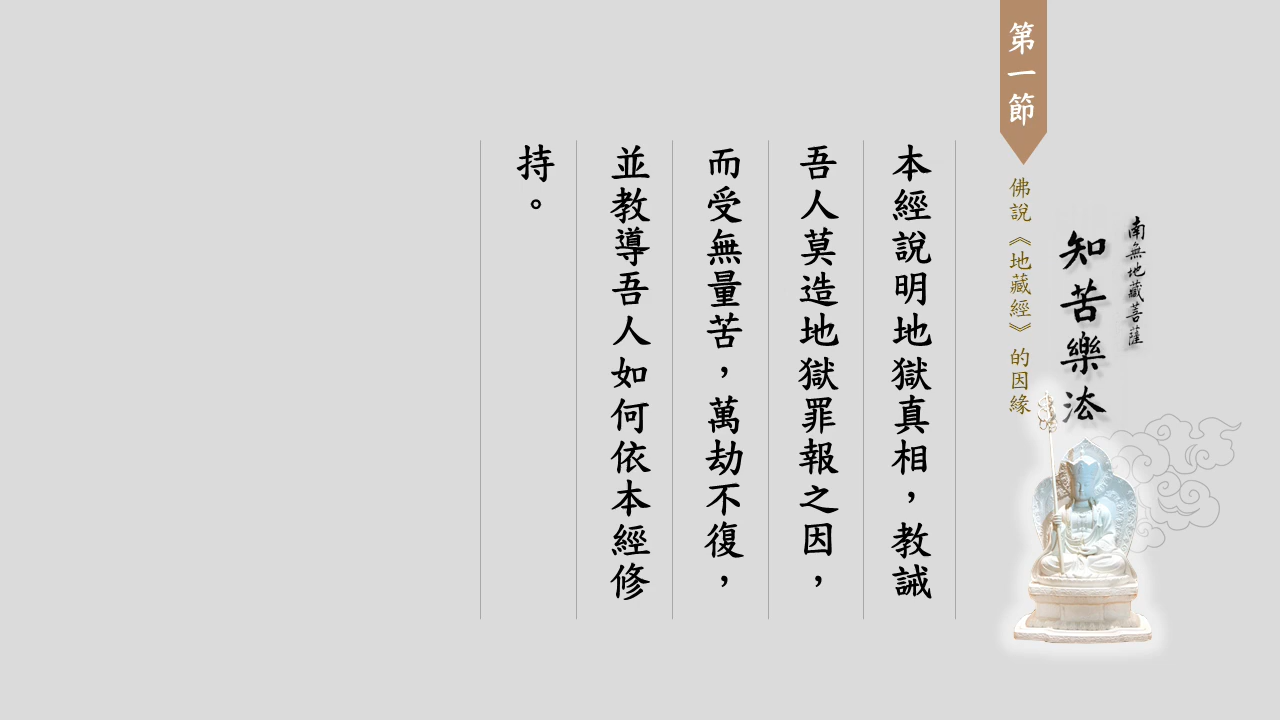 南無地藏菩薩
知苦樂法
第一節
佛說《地藏經》的因緣
本經說明地獄真相，教誡
吾人莫造地獄罪報之因，
而受無量苦，萬劫不復，
並教導吾人如何依本經修
持。